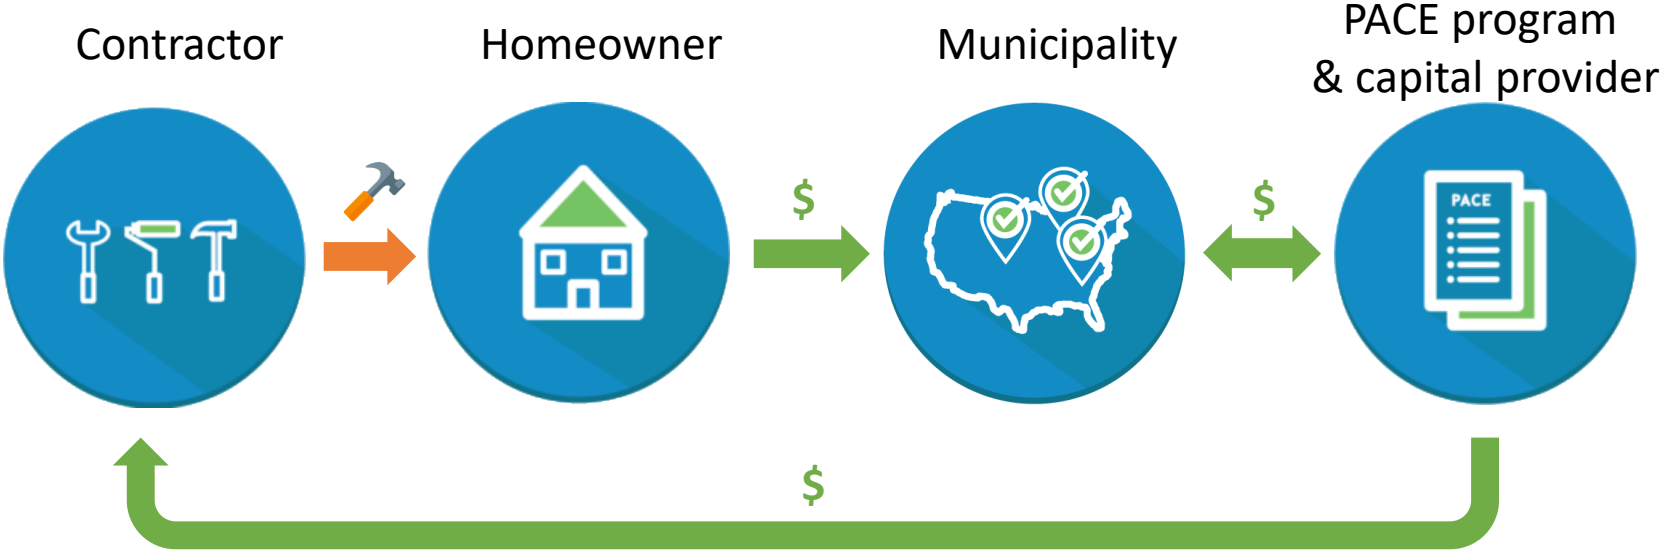 Contractor
Homeowner
Municipality
PACE program
& capital provider
$
$
PACE
$